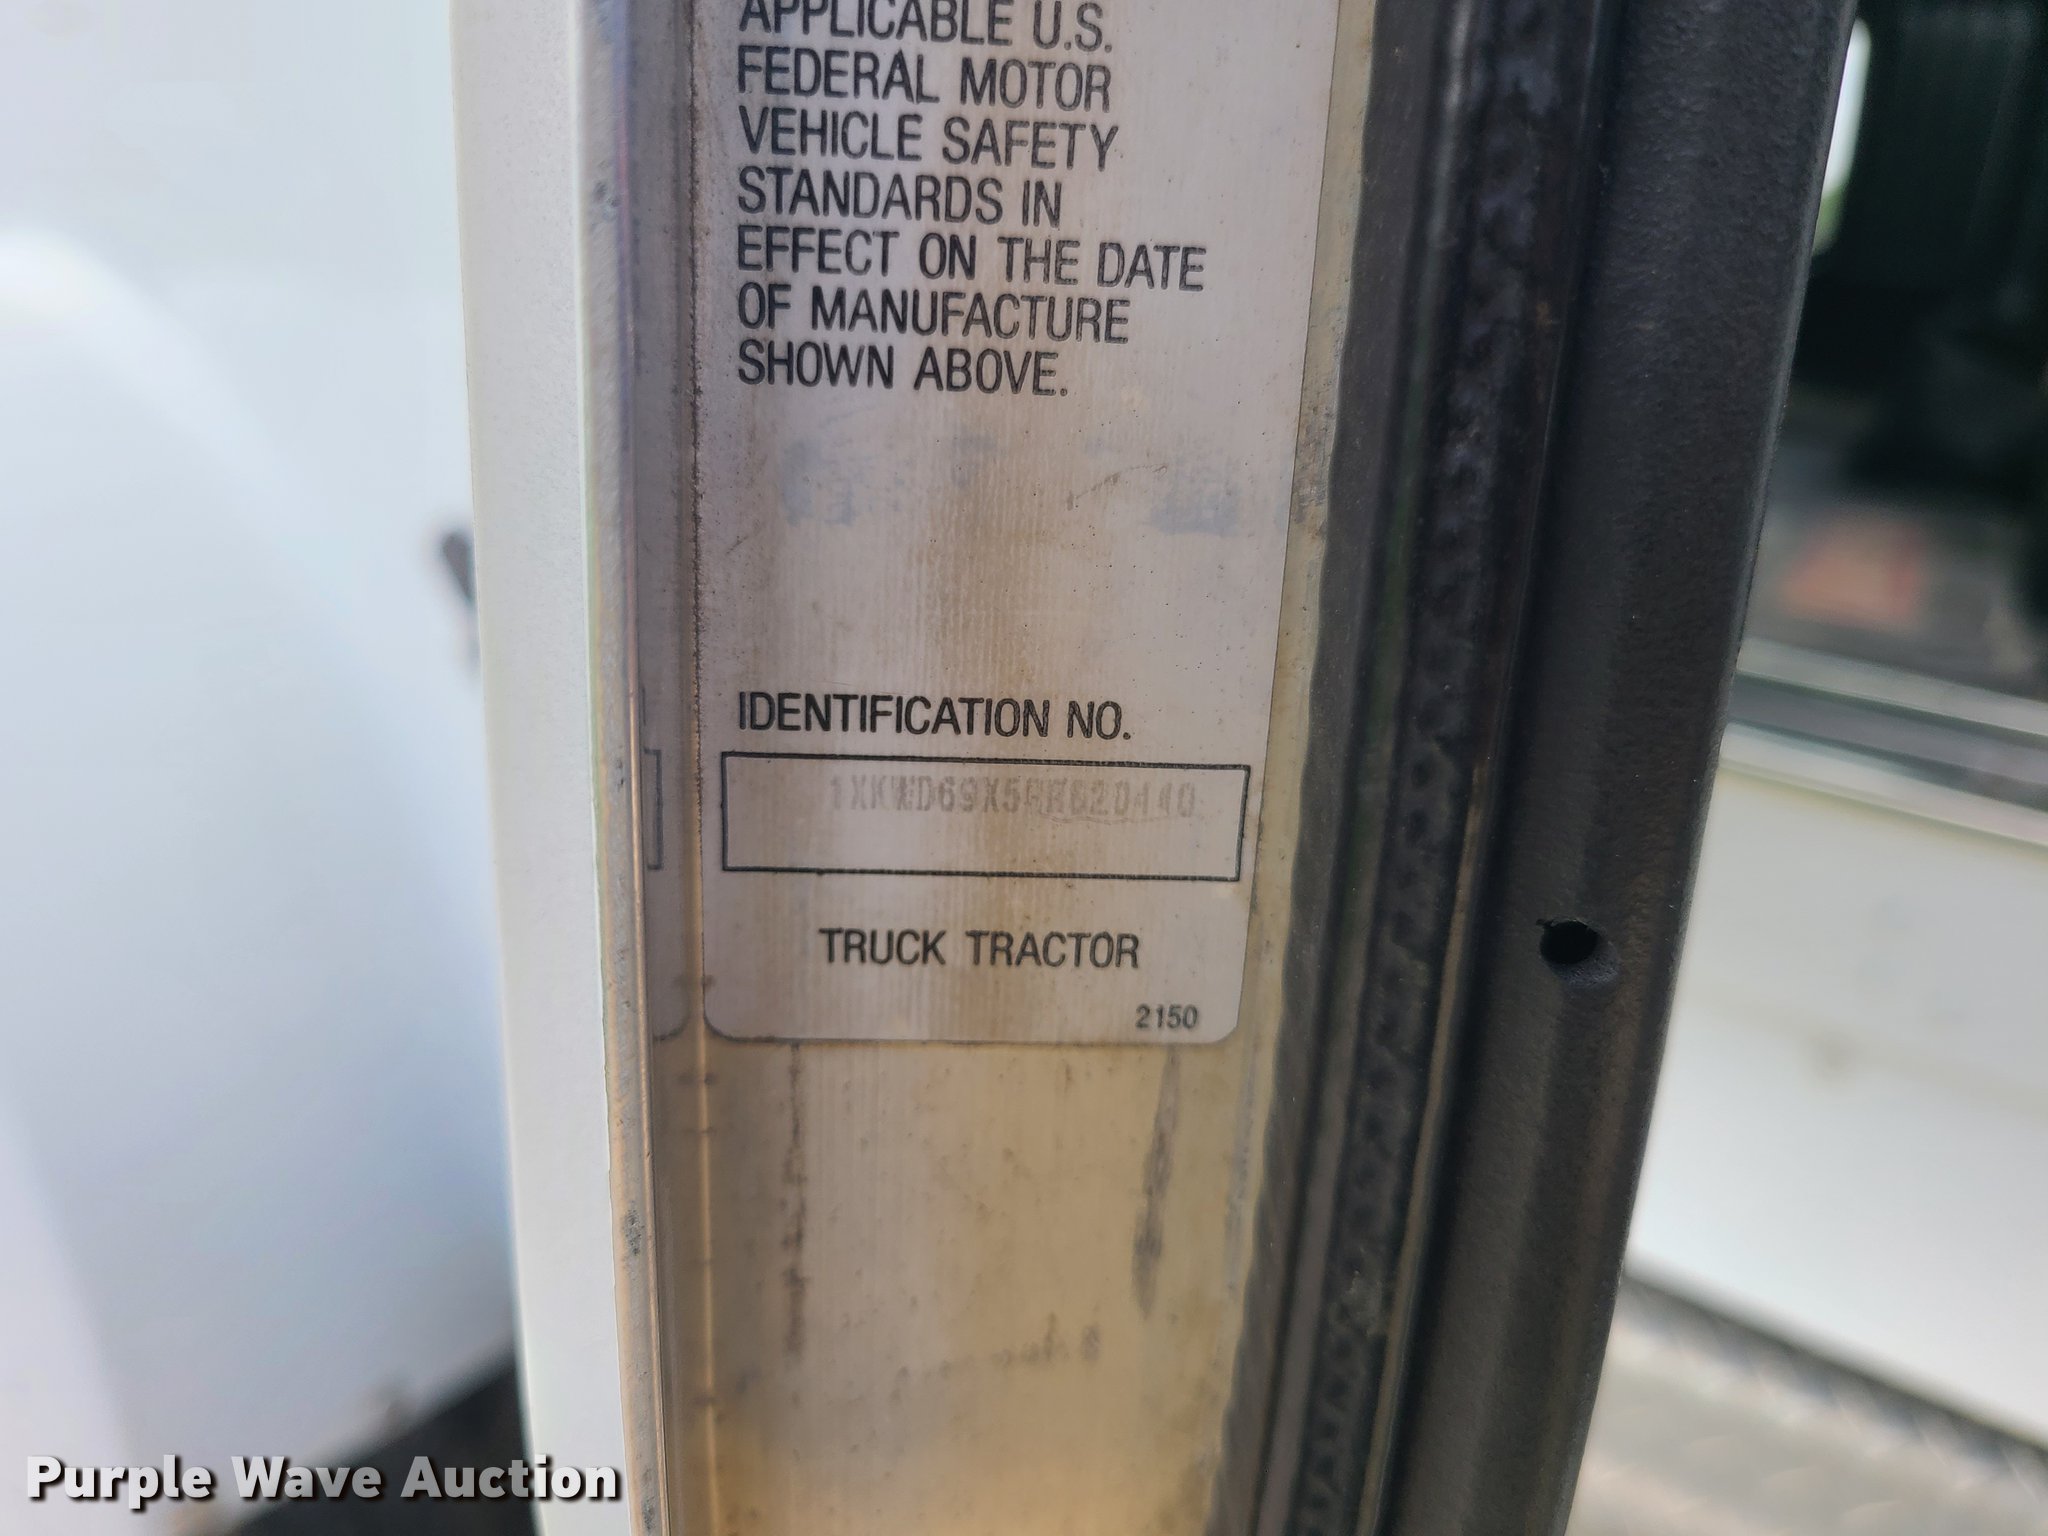 APPLICABLE U.S.
FEDERAL MOTOR
VEHICLE SAFETY
STANDARDS IN
EFFECT ON THE DATE
OF MANUFACTURE
SHOWN ABOVE.
IDENTIFICATION NO.
1XKWD69X5RR620440
TRUCK TRACTOR
2150
Purple Wave Auction